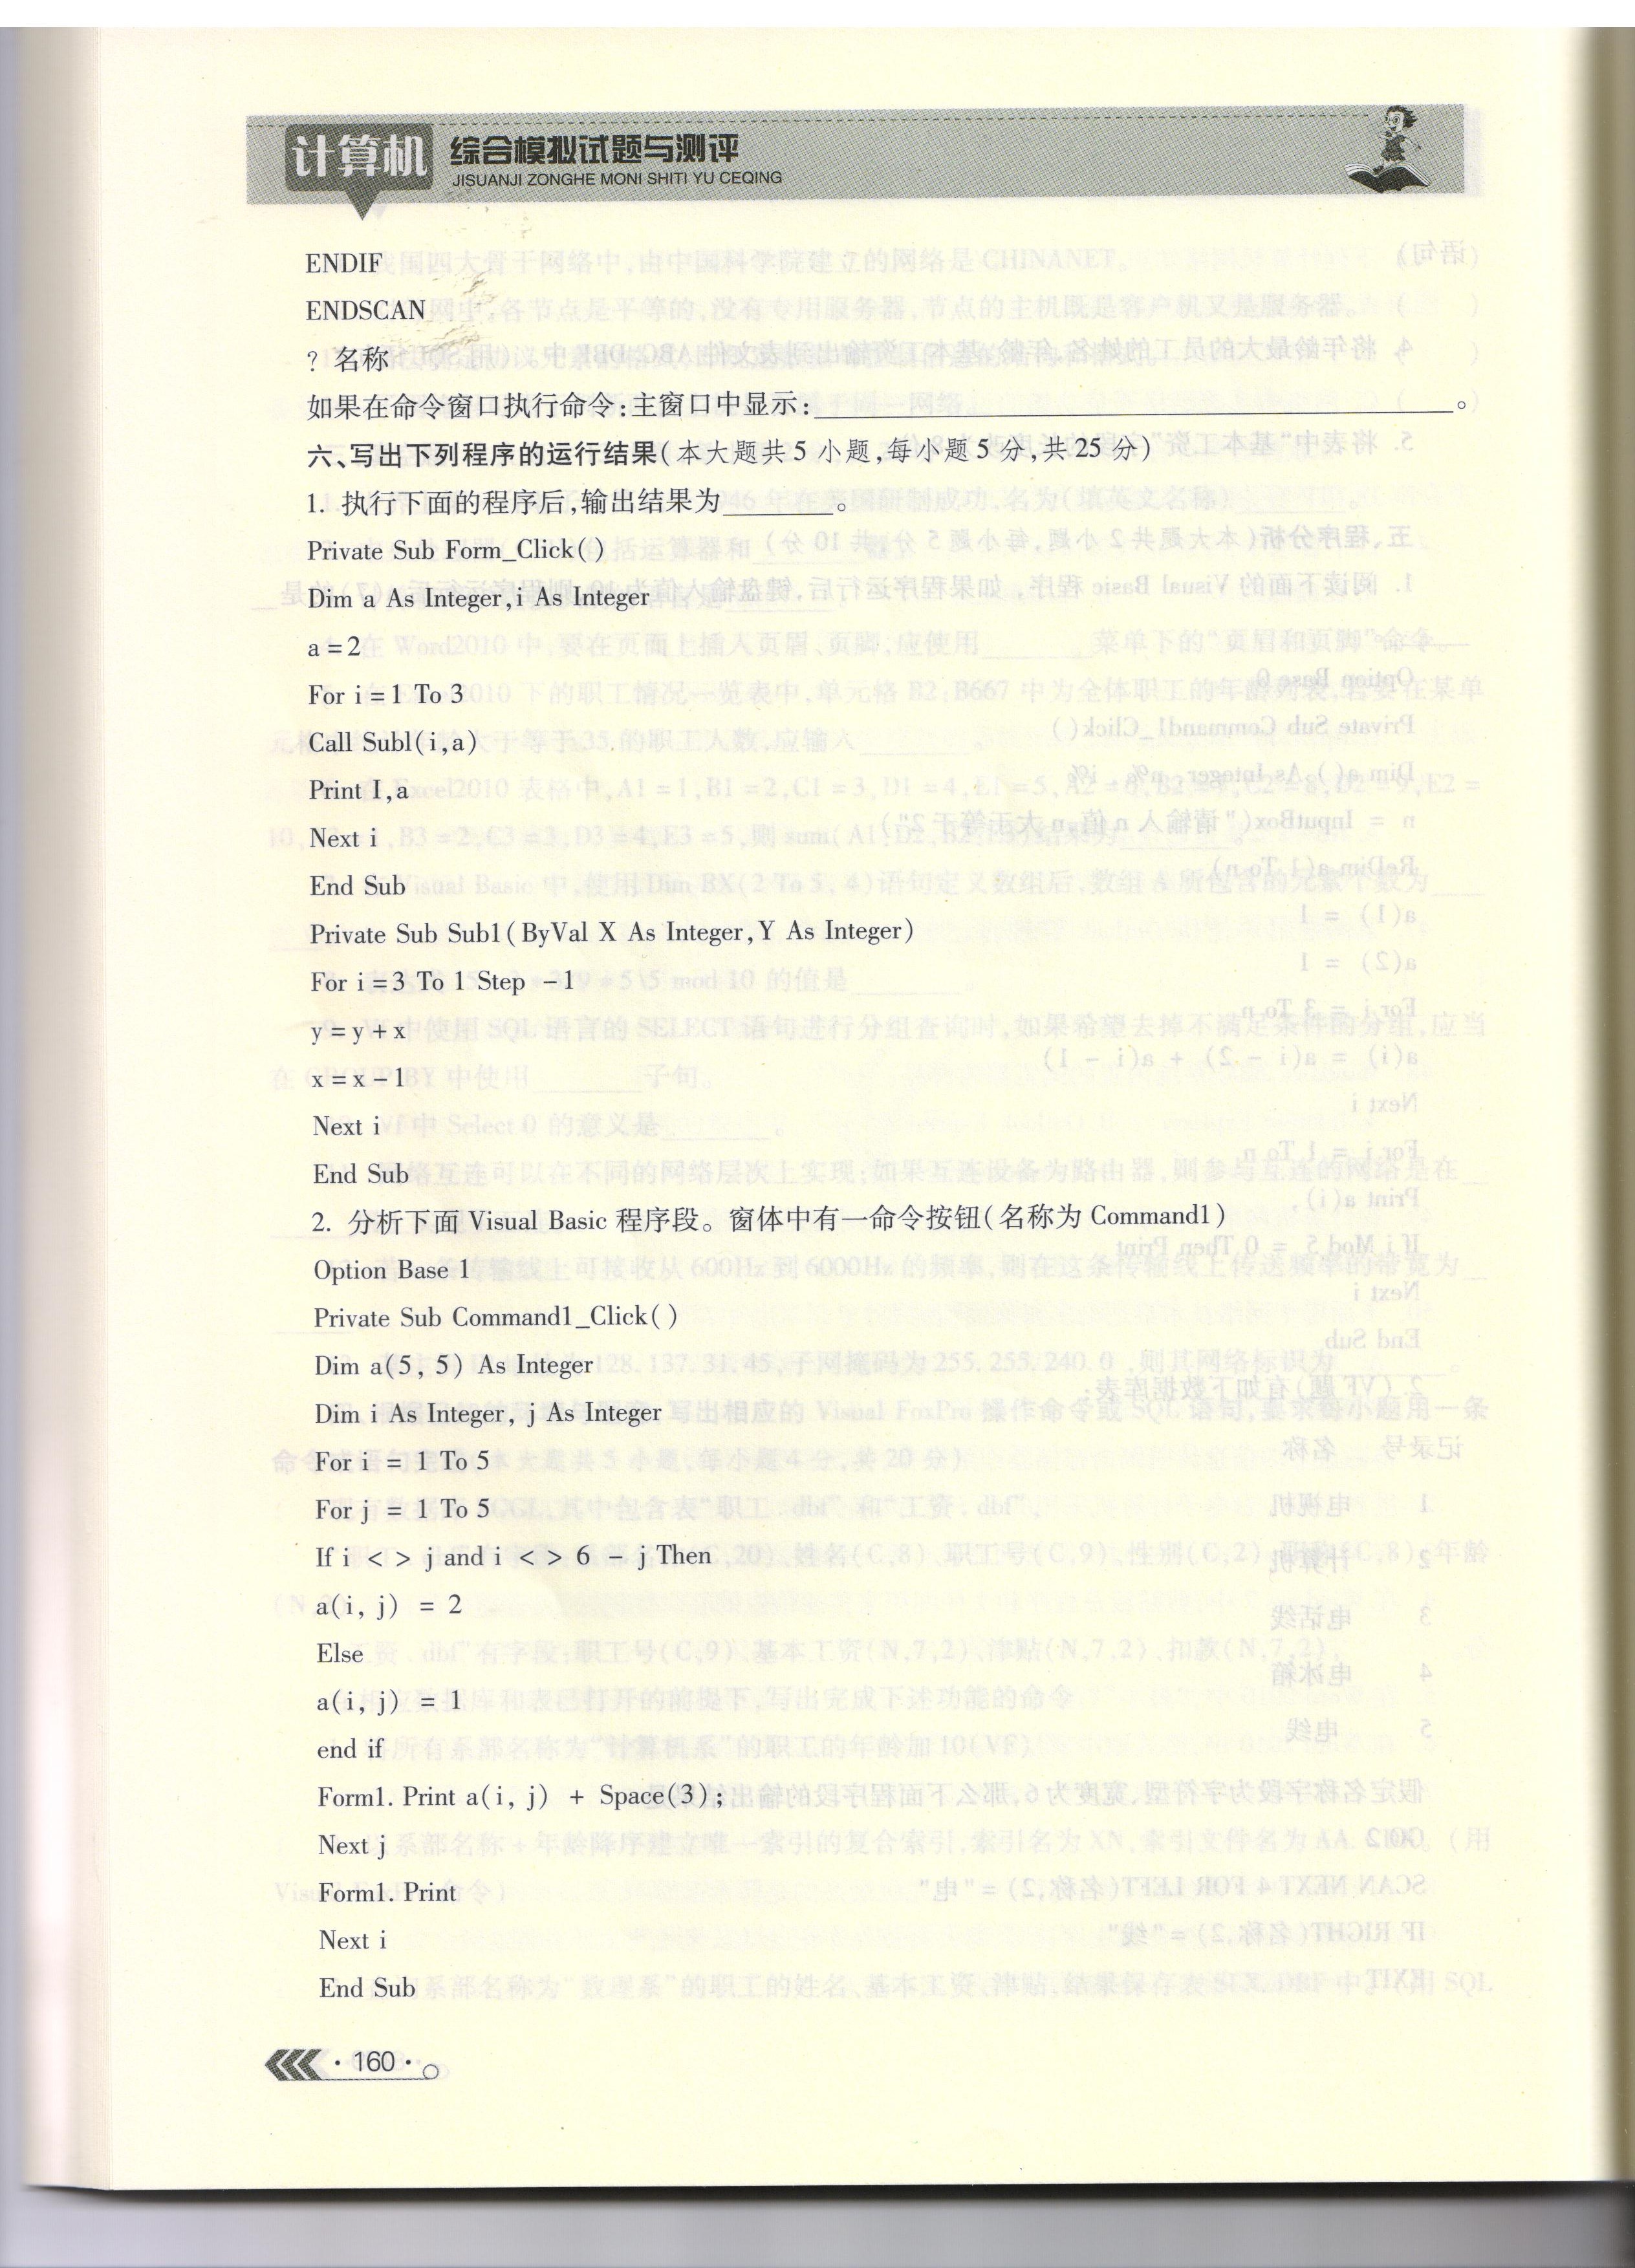 计算机 综合模拟试题与测评
JISUANJI ZONGHE MONI SHITI YU CEQING
ENDIF
ENDSCAN
? 名称
如果在命令窗口执行命令:主窗口中显示:________。
六、写出下列程序的运行结果(本大题共5 小题,每小题5 分,共25 分)
1. 执行下面的程序后,输出结果为________。
Private Sub Form_Click()
Dim a As Integer,i As Integer
a=2
For i=1 To 3
Call Subl(i,a)
Print I,a
Next i
End Sub
Private Sub Sub1(ByVal X As Integer,Y As Integer)
For i=3 To 1 Step -1
y=y+x
x=x-1
Next i
End Sub
2. 分析下面 Visual Basic 程序段。窗体中有一命令按钮(名称为 Command1)
Option Base 1
Private Sub Command1_Click()
Dim a(5, 5) As Integer
Dim i As Integer, j As Integer
For i = 1 To 5
For j = 1 To 5
If i < > j and i < > 6 - j Then
a(i, j) = 2
Else
a(i, j) = 1
end if
Form1. Print a(i, j) + Space(3);
Next j
Form1. Print
Next i
End Sub
· 160 ·